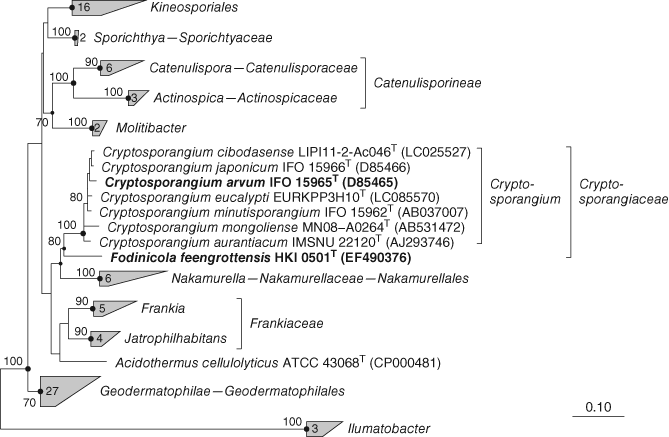 16 Kineosporiales
100 2 Sporichthya—Sporichtyaceae
90 6 Catenulispora—Catenulisporaceae
100 Catenulisporineae
3 Actinospica—Actinospicaceae
100
70 100 2 Molitibacter
Cryptosporangium cibodasense LIPI11-2-Ac046T (LC025527)
Cryptosporangium japonicum IFO 15966T (D85466)
Cryptosporangium arvum IFO 15965T (D85465)
80 Cryptosporangium eucalypti EURKPP3H10T (LC085570)
Crypto-
sporangium
Crypto-
sporangiaceae
Cryptosporangium minutisporangium IFO 15962T (AB037007)
100 Cryptosporangium mongoliense MN08–A0264T (AB531472)
80 Cryptosporangium aurantiacum IMSNU 22120T (AJ293746)
Fodinicola feengrottensis HKI 0501T (EF490376)
100 6 Nakamurella—Nakamurellaceae—Nakamurellales
90 5 Frankia
Frankiaceae
90 4 Jatrophilhabitans
100 Acidothermus cellulolyticus ATCC 43068T (CP000481)
27 Geodermatophilae—Geodermatophilales
70
0.10
100 3 Ilumatobacter